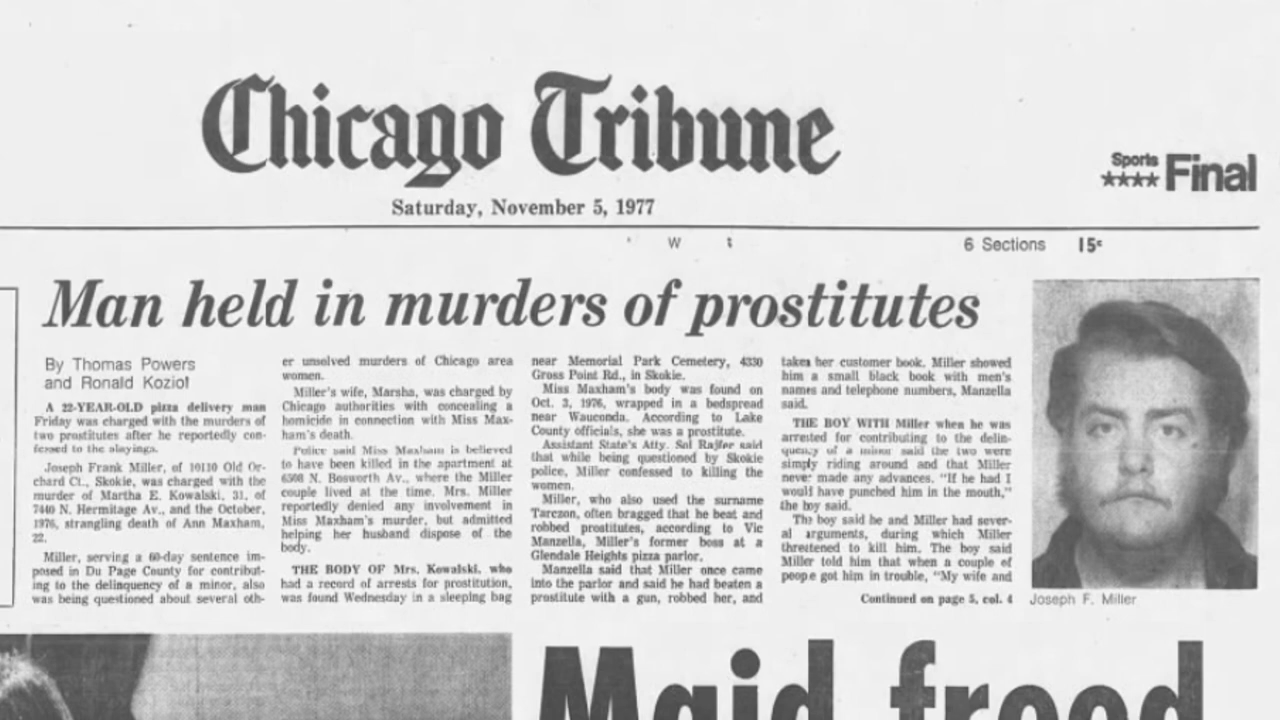 Chicago Tribune
Saturday, November 5, 1977
Sports
★★★★ Final
6 Sections 15¢
Man held in murders of prostitutes
By Thomas Powers
and Ronald Koziol
A 22-YEAR-OLD pizza delivery man
Friday was charged with the murders of
two prostitutes after he reportedly con-
fessed to the slayings.
Joseph Frank Miller, of 10130 Old Or-
chard Ct., Skokie, was charged with the
murder of Martha E. Kowalski, 31, of
7440 N. Hermitage Av., and the October,
1976, strangling death of Ann Maxham,
22.
Miller, serving a 60-day sentence im-
posed in Du Page County for contribut-
ing to the delinquency of a minor, also
was being questioned about several oth-
er unsolved murders of Chicago area
women.
Miller's wife, Marsha, was charged by
Chicago authorities with concealing a
homicide in connection with Miss Max-
ham's death.
Police said Miss Maxham is believed
to have been killed in the apartment at
6508 N. Bosworth Av., where the Miller
couple lived at the time. Mrs. Miller
reportedly denied any involvement in
Miss Maxham's murder, but admitted
helping her husband dispose of the
body.
THE BODY OF Mrs. Kowalski, who
had a record of arrests for prostitution,
was found Wednesday in a sleeping bag
near Memorial Park Cemetery, 4330
Gross Point Rd., in Skokie.
Miss Maxham's body was found on
Oct. 3, 1976, wrapped in a bedspread
near Wauconda. According to Lake
County officials, she was a prostitute.
Assistant State's Atty. Sol Rajfer said
that while being questioned by Skokie
police, Miller confessed to killing the
women.
Miller, who also used the surname
Tarczon, often bragged that he beat and
robbed prostitutes, according to Vic
Manzella, Miller's former boss at a
Glendale Heights pizza parlor.
Manzella said that Miller once came
into the parlor and said he had beaten a
prostitute with a gun, robbed her, and
taken her customer book. Miller showed
him a small black book with men's
names and telephone numbers, Manzella
said.
THE BOY WITH Miller when he was
arrested for contributing to the delin-
quency of a minor said the two were
simply riding around and that Miller
never made any advances. "If he had I
would have punched him in the mouth,"
the boy said.
The boy said he and Miller had sever-
al arguments, during which Miller
threatened to kill him. The boy said
Miller told him that when a couple of
people got him in trouble, "My wife and
Continued on page 5, col. 4
Joseph F. Miller
Maid freed